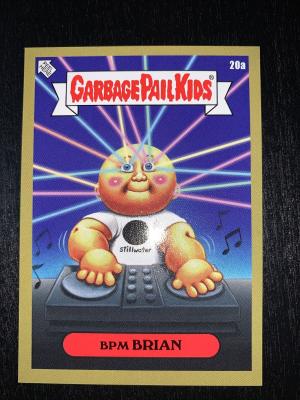 20a
GARBAGE PAIL KIDS®
stillwater
BPM BRIAN